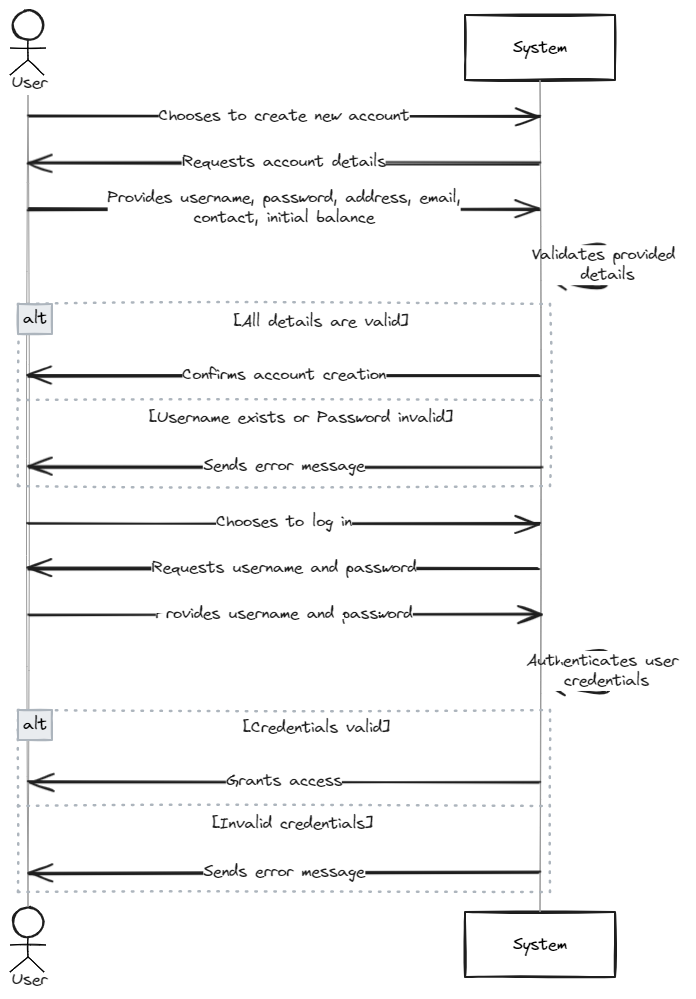 User
System
Chooses to create new account
Requests account details
Provides username, password, address, email,
contact, initial balance
Validates provided
details
alt
[All details are valid]
Confirms account creation
[Username exists or Password invalid]
Sends error message
Chooses to log in
Requests username and password
rovides username and password
Authenticates user
credentials
alt
[Credentials valid]
Grants access
[Invalid credentials]
Sends error message
User
System